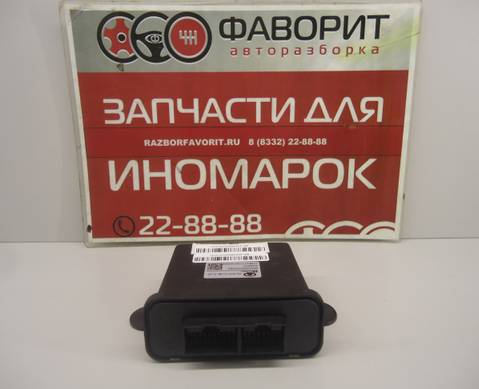 ФАВОРИТ
авторазборка
ЗАПЧАСТИ ДЛЯ
RAZBORFAVORIT.RU 8 (8332) 22-88-88
ИНОМАРОК
22-88-88